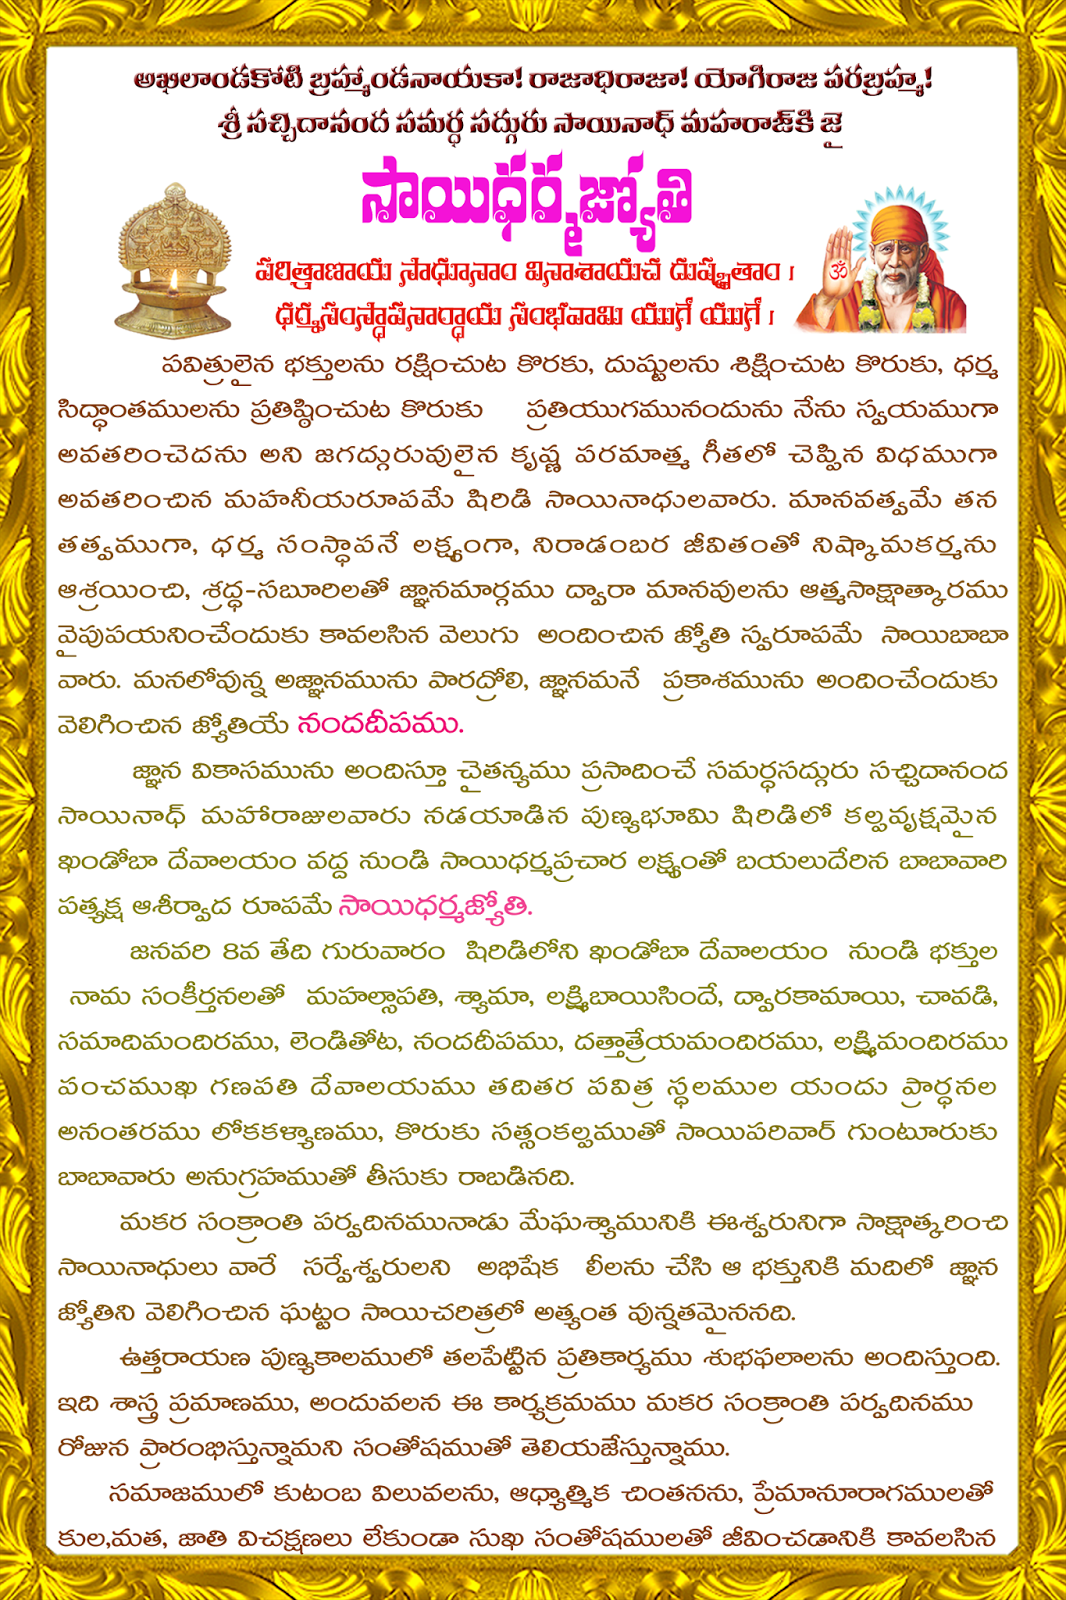 అఖిలాండకోటి బ్రహ్మాండనాయకా! రాజాధిరాజా! యోగిరాజ పరబ్రహ్మ!
శ్రీ సచ్చిదానంద సమర్ధ సద్గురు సాయినాధ్ మహరాజ్‌కి జై
సాయిధర్మజ్యోతి
పరిత్రాణాయ సాధూనాం వినాశాయచ దుష్కృతాం ।
ధర్మసంస్ధాపనార్ధాయ సంభవామి యుగే యుగే ।
ॐ
పవిత్రులైన భక్తులను రక్షించుట కొరకు, దుష్టులను శిక్షించుట కొరుకు, ధర్మ
సిద్ధాంతములను ప్రతిష్ఠించుట కొరుకు ప్రతియుగమునందును నేను స్వయముగా
అవతరించెదను అని జగద్గురువులైన కృష్ణ పరమాత్మ గీతలో చెప్పిన విధముగా
అవతరించిన మహనీయరూపమే షిరిడి సాయినాధులవారు. మానవత్వమే తన
తత్వముగా, ధర్మ సంస్ధాపనే లక్ష్యంగా, నిరాడంబర జీవితంతో నిష్కామకర్మను
ఆశ్రయించి, శ్రద్ధ-సబూరిలతో జ్ఞానమార్గము ద్వారా మానవులను ఆత్మసాక్షాత్కారము
వైపుపయనించేందుకు కావలసిన వెలుగు అందించిన జ్యోతి స్వరూపమే సాయిబాబా
వారు. మనలోవున్న అజ్ఞానమును పారద్రోలి, జ్ఞానమనే ప్రకాశమును అందించేందుకు
వెలిగించిన జ్యోతియే నందదీపము.
జ్ఞాన వికాసమును అందిస్తూ చైతన్యము ప్రసాదించే సమర్ధసద్గురు సచ్చిదానంద
సాయినాధ్ మహారాజులవారు నడయాడిన పుణ్యభూమి షిరిడిలో కల్పవృక్షమైన
ఖండోబా దేవాలయం వద్ద నుండి సాయిధర్మప్రచార లక్ష్యంతో బయలుదేరిన బాబావారి
పత్యక్ష ఆశీర్వాద రూపమే సాయిధర్మజ్యోతి.
జనవరి 8వ తేది గురువారం షిరిడిలోని ఖండోబా దేవాలయం నుండి భక్తుల
నామ సంకీర్తనలతో మహల్సాపతి, శ్యామా, లక్ష్మిబాయిసిందే, ద్వారకామాయి, చావడి,
సమాదిమందిరము, లెండితోట, నందదీపము, దత్తాత్రేయమందిరము, లక్ష్మిమందిరము
పంచముఖ గణపతి దేవాలయము తదితర పవిత్ర స్ధలముల యందు ప్రార్ధనల
అనంతరము లోకకళ్యాణము, కొరుకు సత్సంకల్పముతో సాయిపరివార్ గుంటూరుకు
బాబావారు అనుగ్రహముతో తీసుకు రాబడినది.
మకర సంక్రాంతి పర్వదినమునాడు మేఘశ్యామునికి ఈశ్వరునిగా సాక్షాత్కరించి
సాయినాధులు వారే సర్వేశ్వరులని అభిషేక లీలను చేసి ఆ భక్తునికి మదిలో జ్ఞాన
జ్యోతిని వెలిగించిన ఘట్టం సాయిచరిత్రలో అత్యంత వున్నతమైననది.
ఉత్తరాయణ పుణ్యకాలములో తలపెట్టిన ప్రతికార్యము శుభఫలాలను అందిస్తుంది.
ఇది శాస్త్ర ప్రమాణము, అందువలన ఈ కార్యక్రమము మకర సంక్రాంతి పర్వదినము
రోజున ప్రారంభిస్తున్నామని సంతోషముతో తెలియజేస్తున్నాము.
సమాజములో కుటంబ విలువలను, ఆధ్యాత్మిక చింతనను, ప్రేమానూరాగములతో
కుల,మత, జాతి విచక్షణలు లేకుండా సుఖ సంతోషములతో జీవించడానికి కావలసిన